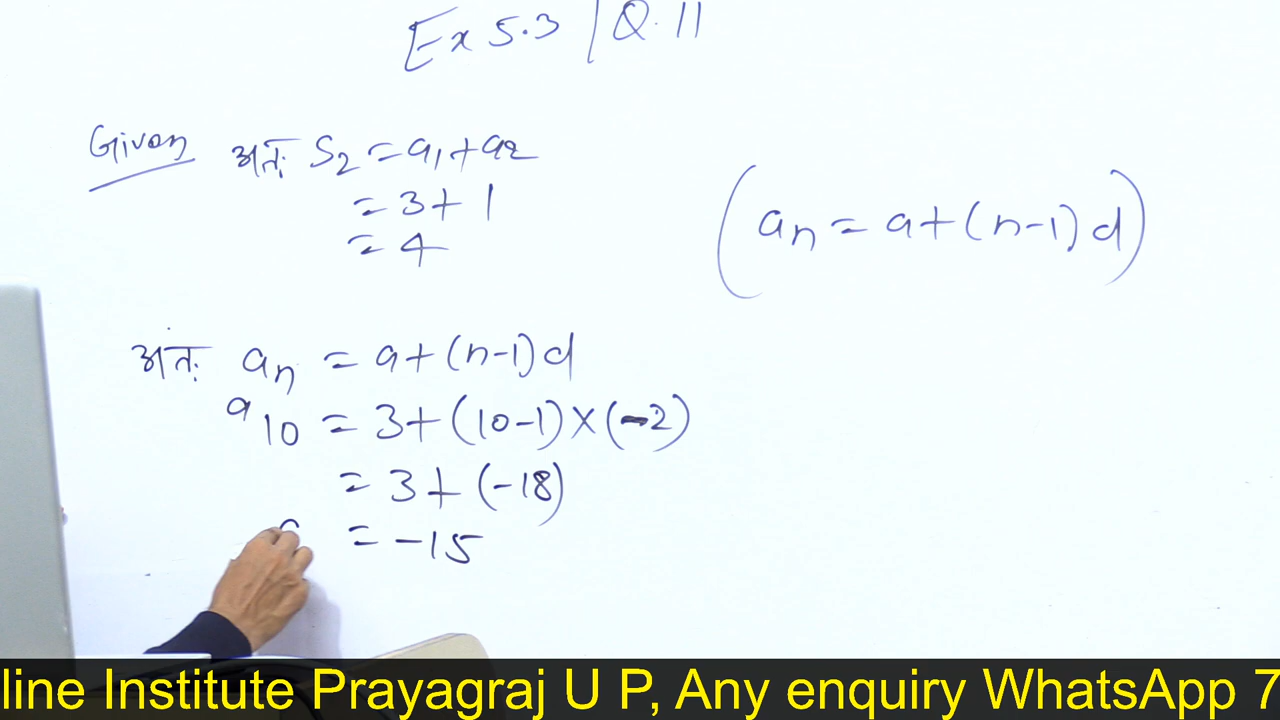 Ex 5.3 / Q. 11
Given अतः S2 = a1 + a2
= 3 + 1
= 4
(an = a + (n-1) d)
अतः an = a + (n-1) d
a10 = 3 + (10-1) × (-2)
= 3 + (-18)
= -15
line Institute Prayagraj U P, Any enquiry WhatsApp 7